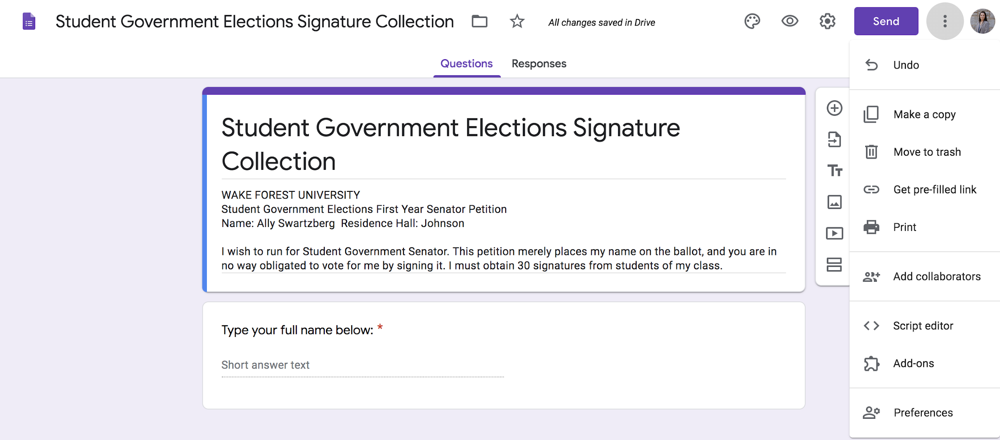 Student Government Elections Signature Collection
All changes saved in Drive
Send
Questions
Responses
Student Government Elections Signature
Collection
WAKE FOREST UNIVERSITY
Student Government Elections First Year Senator Petition
Name: Ally Swartzberg  Residence Hall: Johnson
I wish to run for Student Government Senator. This petition merely places my name on the ballot, and you are in
no way obligated to vote for me by signing it. I must obtain 30 signatures from students of my class.
Type your full name below: *
Short answer text
Tт
Undo
Make a copy
Move to trash
Get pre-filled link
Print
Add collaborators
Script editor
Add-ons
Preferences